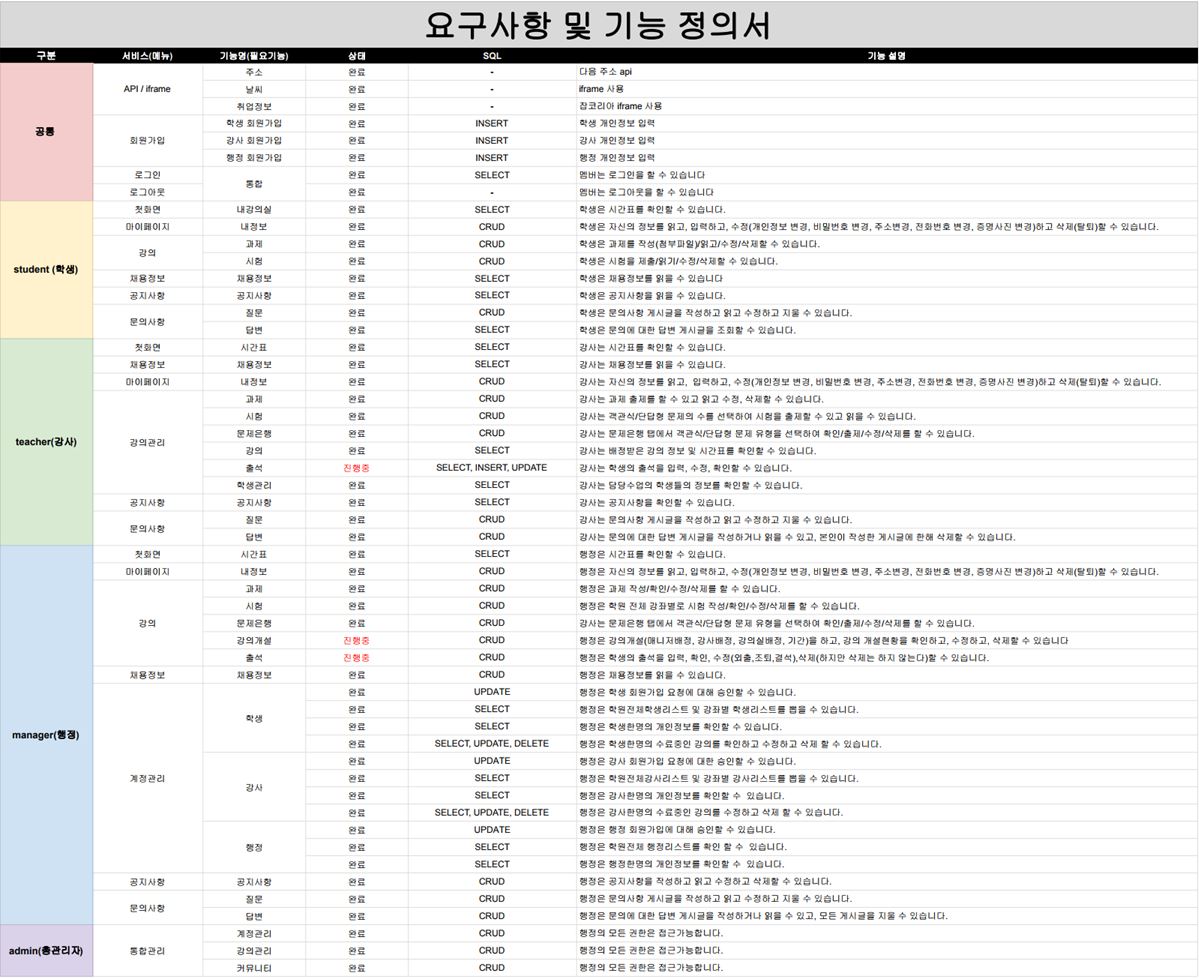 요구사항 및 기능 정의서
구분 서비스(메뉴) 기능명(필요기능) 상태 SQL 기능 설명
공통 API / iframe 주소 완료 - 다음 주소 api
날씨 완료 - iframe 사용
취업정보 완료 - 잡코리아 iframe 사용
회원가입 학생 회원가입 완료 INSERT 학생 개인정보 입력
강사 회원가입 완료 INSERT 강사 개인정보 입력
행정 회원가입 완료 INSERT 행정 개인정보 입력
로그인 통합 완료 SELECT 멤버는 로그인을 할 수 있습니다
로그아웃 완료 - 멤버는 로그아웃을 할 수 있습니다
student (학생) 첫화면 내강의실 완료 SELECT 학생은 시간표를 확인할 수 있습니다.
마이페이지 내정보 완료 CRUD 학생은 자신의 정보를 읽고, 입력하고, 수정(개인정보 변경, 비밀번호 변경, 주소변경, 전화번호 변경, 증명사진 변경)하고 삭제(탈퇴)할 수 있습니다.
강의 과제 완료 CRUD 학생은 과제를 작성(첨부파일)/읽고/수정/삭제할 수 있습니다.
시험 완료 CRUD 학생은 시험을 제출/읽기/수정/삭제할 수 있습니다.
채용정보 채용정보 완료 SELECT 학생은 채용정보를 읽을 수 있습니다
공지사항 공지사항 완료 SELECT 학생은 공지사항을 읽을 수 있습니다.
문의사항 질문 완료 CRUD 학생은 문의사항 게시글을 작성하고 읽고 수정하고 지울 수 있습니다.
답변 완료 SELECT 학생은 문의에 대한 답변 게시글을 조회할 수 있습니다.
teacher(강사) 첫화면 시간표 완료 SELECT 강사는 시간표를 확인할 수 있습니다.
채용정보 채용정보 완료 SELECT 강사는 채용정보를 읽을 수 있습니다.
마이페이지 내정보 완료 CRUD 강사는 자신의 정보를 읽고, 입력하고, 수정(개인정보 변경, 비밀번호 변경, 주소변경, 전화번호 변경, 증명사진 변경)하고 삭제(탈퇴)할 수 있습니다.
강의관리 과제 완료 CRUD 강사는 과제 출제를 할 수 있고 읽고 수정, 삭제할 수 있습니다.
시험 완료 CRUD 강사는 객관식/단답형 문제의 수를 선택하여 시험을 출제할 수 있고 읽을 수 있습니다.
문제은행 완료 CRUD 강사는 문제은행 탭에서 객관식/단답형 문제 유형을 선택하여 확인/출제/수정/삭제를 할 수 있습니다.
강의 완료 SELECT 강사는 배정받은 강의 정보 및 시간표를 확인할 수 있습니다.
출석 진행중 SELECT, INSERT, UPDATE 강사는 학생의 출석을 입력, 수정, 확인할 수 있습니다.
학생관리 완료 SELECT 강사는 담당수업의 학생들의 정보를 확인할 수 있습니다.
공지사항 공지사항 완료 SELECT 강사는 공지사항을 확인할 수 있습니다.
문의사항 질문 완료 CRUD 강사는 문의사항 게시글을 작성하고 읽고 수정하고 지울 수 있습니다.
답변 완료 CRUD 강사는 문의에 대한 답변 게시글을 작성하거나 읽을 수 있고, 본인이 작성한 게시글에 한해 삭제할 수 있습니다.
manager(행정) 첫화면 시간표 완료 SELECT 행정은 시간표를 확인할 수 있습니다.
마이페이지 내정보 완료 CRUD 행정은 자신의 정보를 읽고, 입력하고, 수정(개인정보 변경, 비밀번호 변경, 주소변경, 전화번호 변경, 증명사진 변경)하고 삭제(탈퇴)할 수 있습니다.
강의 과제 완료 CRUD 행정은 과제 작성/확인/수정/삭제를 할 수 있습니다.
시험 완료 CRUD 행정은 학원 전체 강좌별로 시험 작성/확인/수정/삭제를 할 수 있습니다.
문제은행 완료 CRUD 강사는 문제은행 탭에서 객관식/단답형 문제 유형을 선택하여 확인/출제/수정/삭제를 할 수 있습니다.
강의개설 진행중 CRUD 행정은 강의개설(매니저배정, 강사배정, 강의실배정, 기간)을 하고, 강의 개설현황을 확인하고, 수정하고, 삭제할 수 있습니다
출석 진행중 CRUD 행정은 학생의 출석을 입력, 확인, 수정(외출,조퇴,결석),삭제(하지만 삭제는 하지 않는다)할 수 있습니다.
채용정보 채용정보 완료 CRUD 행정은 채용정보를 읽을 수 있습니다.
계정관리 학생 완료 UPDATE 행정은 학생 회원가입 요청에 대해 승인할 수 있습니다.
완료 SELECT 행정은 학원전체학생리스트 및 강좌별 학생리스트를 뽑을 수 있습니다.
완료 SELECT 행정은 학생한명의 개인정보를 확인할 수 있습니다.
완료 SELECT, UPDATE, DELETE 행정은 학생한명의 수료중인 강의를 확인하고 수정하고 삭제 할 수 있습니다.
강사 완료 UPDATE 행정은 강사 회원가입 요청에 대한 승인할 수 있습니다.
완료 SELECT 행정은 학원전체강사리스트 및 강좌별 강사리스트를 뽑을 수 있습니다.
완료 SELECT 행정은 강사한명의 개인정보를 확인할 수 있습니다.
완료 SELECT, UPDATE, DELETE 행정은 강사한명의 수료중인 강의를 수정하고 삭제 할 수 있습니다.
행정 완료 UPDATE 행정은 행정 회원가입에 대해 승인할 수 있습니다.
완료 SELECT 행정은 학원전체 행정리스트를 확인 할 수 있습니다.
완료 SELECT 행정은 행정한명의 개인정보를 확인할 수 있습니다.
공지사항 공지사항 완료 CRUD 행정은 공지사항을 작성하고 읽고 수정하고 삭제할 수 있습니다.
문의사항 질문 완료 CRUD 행정은 문의사항 게시글을 작성하고 읽고 수정하고 지울 수 있습니다.
답변 완료 CRUD 행정은 문의에 대한 답변 게시글을 작성하거나 읽을 수 있고, 모든 게시글을 지울 수 있습니다.
admin(총관리자) 통합관리 계정관리 완료 CRUD 행정의 모든 권한은 접근가능합니다.
강의관리 완료 CRUD 행정의 모든 권한은 접근가능합니다.
커뮤니티 완료 CRUD 행정의 모든 권한은 접근가능합니다.